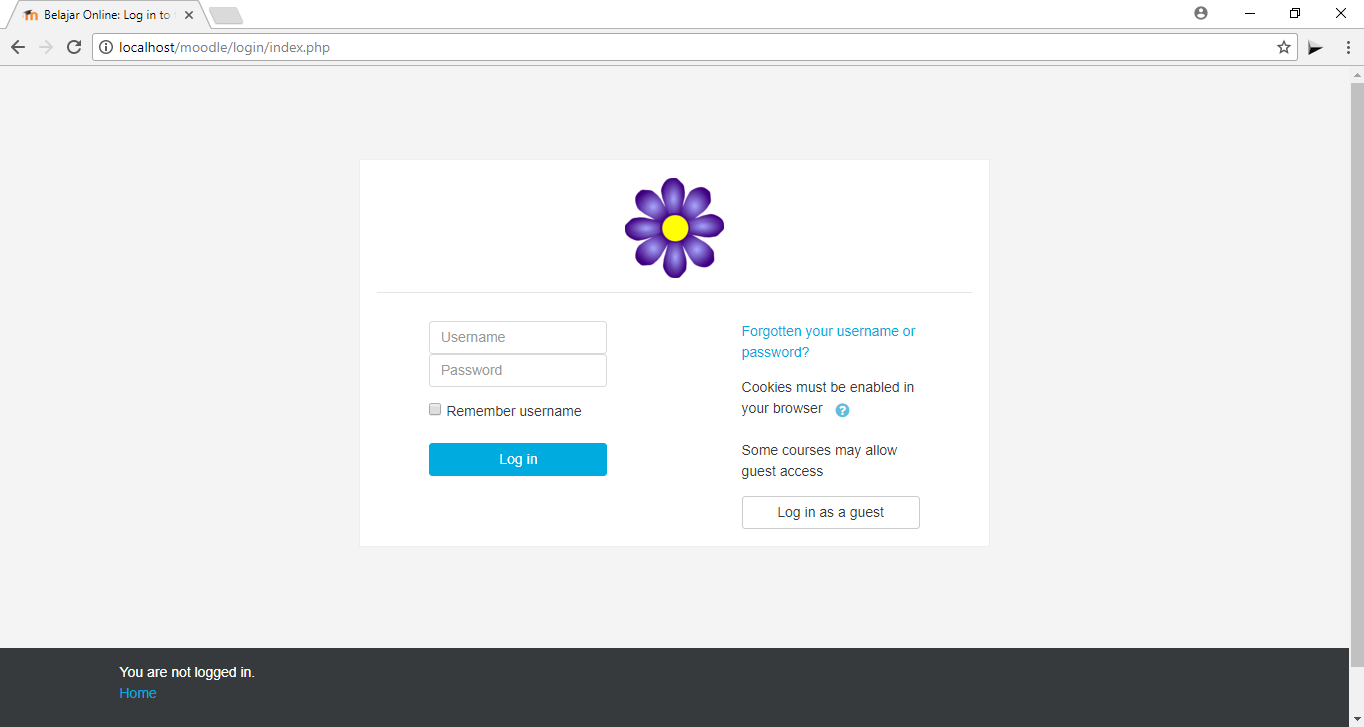 Belajar Online: Log in to
localhost/moodle/login/index.php
Username
Password
Remember username
Log in
Forgotten your username or
password?
Cookies must be enabled in
your browser
Some courses may allow
guest access
Log in as a guest
You are not logged in.
Home